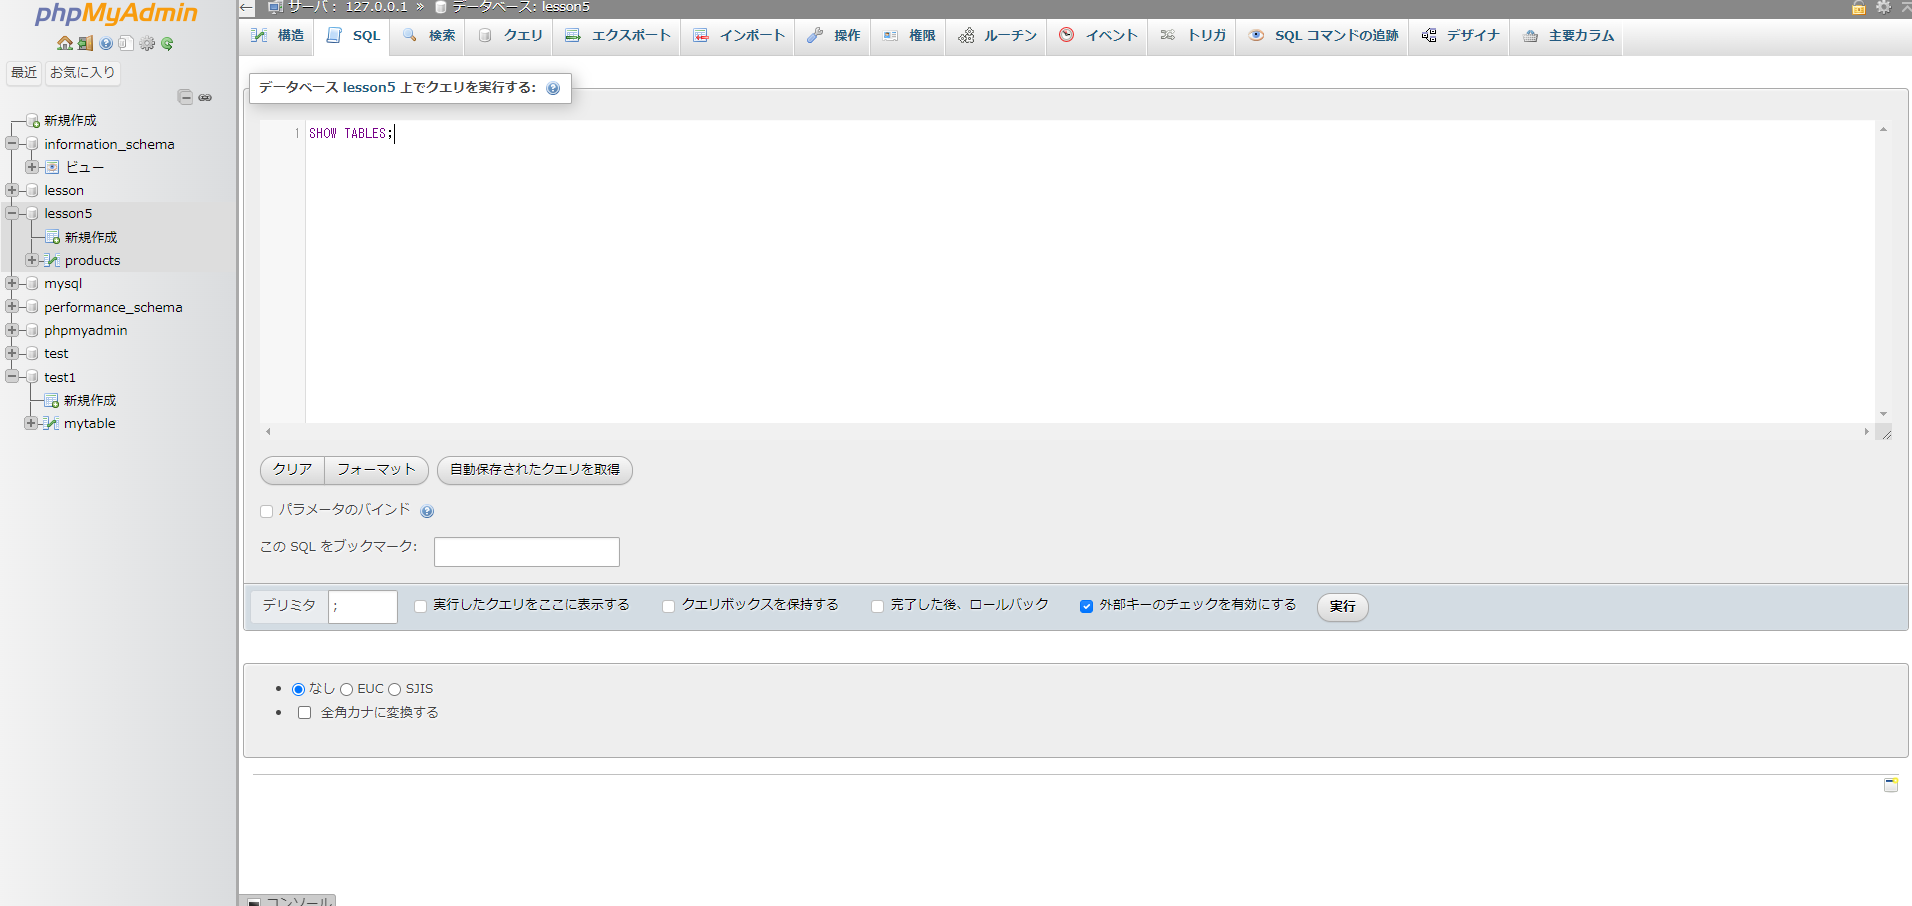 phpMyAdmin
最近 お気に入り
新規作成
information_schema
ビュー
lesson
lesson5
新規作成
products
mysql
performance_schema
phpmyadmin
test
test1
新規作成
mytable
サーバ： 127.0.0.1 » データベース: lesson5
構造 SQL 検索 クエリ エクスポート インポート 操作 権限 ルーチン イベント トリガ SQL コマンドの追跡 デザイナ 主要カラム
データベース lesson5 上でクエリを実行する:
1 SHOW TABLES;
クリア フォーマット 自動保存されたクエリを取得
パラメータのバインド
この SQL をブックマーク:
デリミタ ; 実行したクエリをここに表示する クエリボックスを保持する 完了した後、ロールバック 外部キーのチェックを有効にする 実行
なし EUC SJIS
全角カナに変換する
コンソール